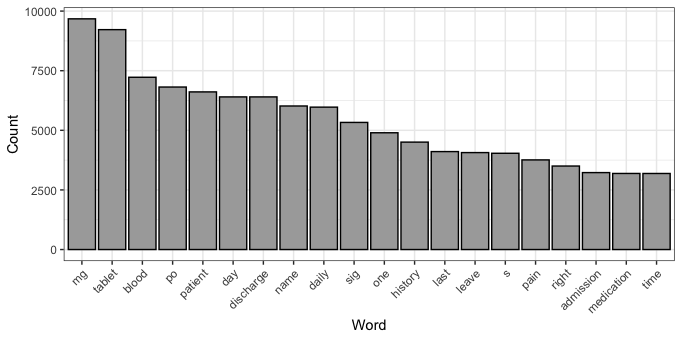 10000
7500
5000
2500
0
Count
mg tablet blood po patient day discharge name daily sig one history last leave s pain right admission medication time
Word